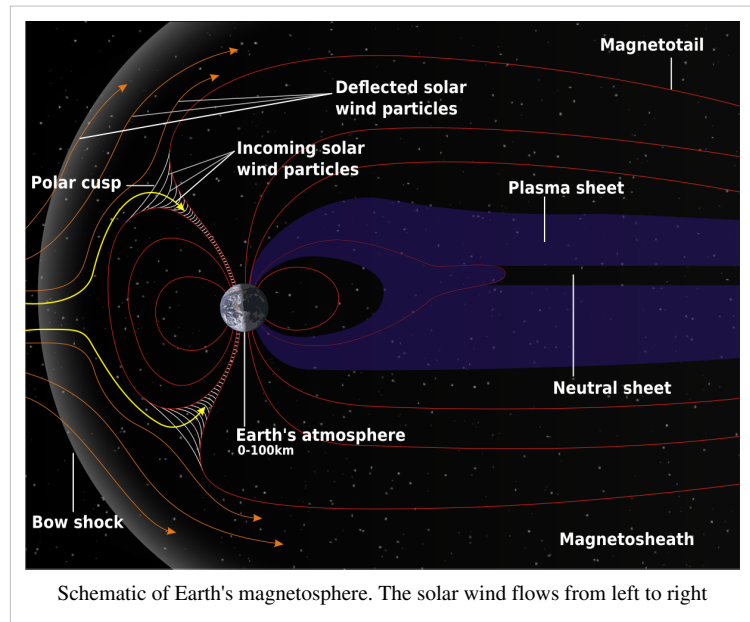 Magnetotail
Deflected solar
wind particles
Incoming solar
wind particles
Polar cusp
Plasma sheet
Neutral sheet
Earth's atmosphere
0-100km
Bow shock
Magnetosheath
Schematic of Earth's magnetosphere. The solar wind flows from left to right